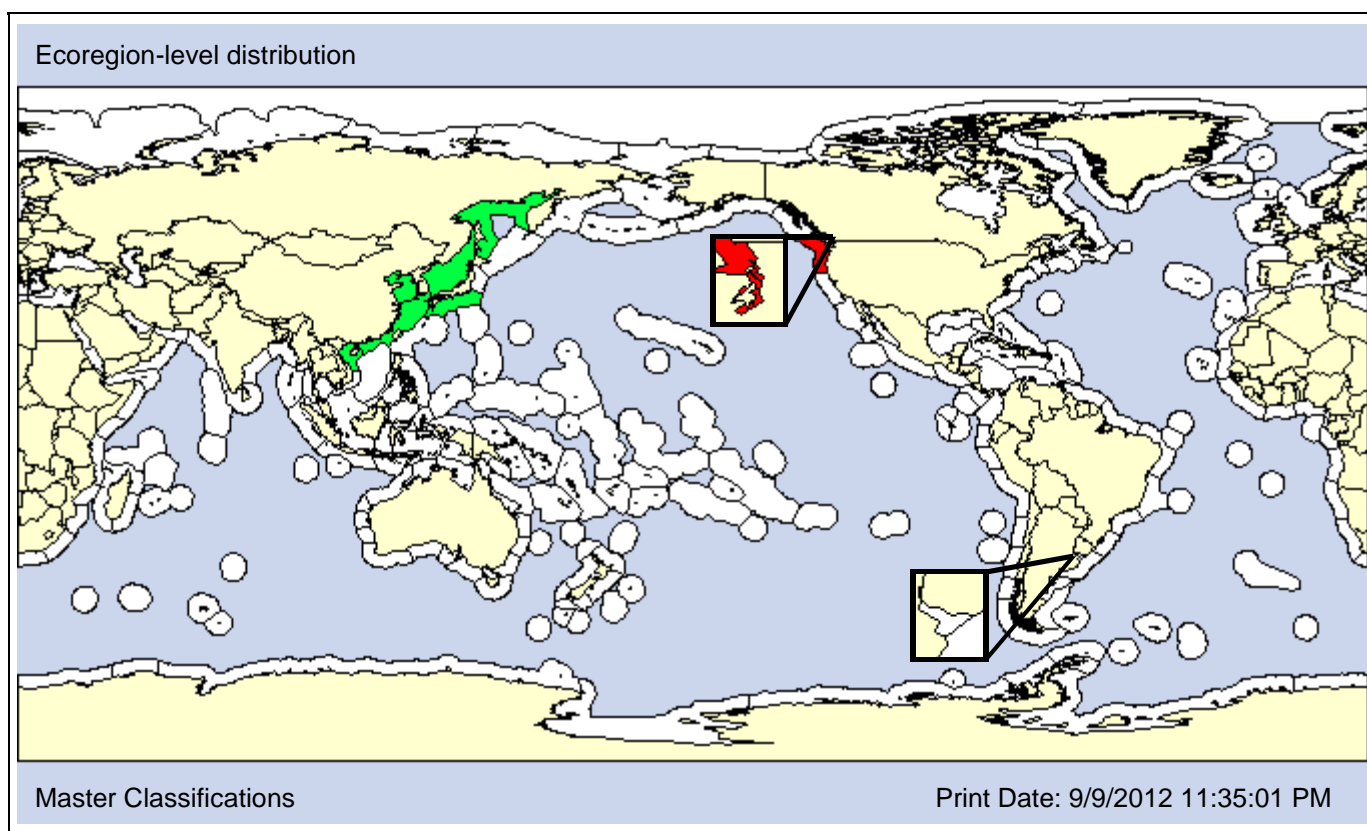 Ecoregion-level distribution
Master Classifications
Print Date: 9/9/2012 11:35:01 PM